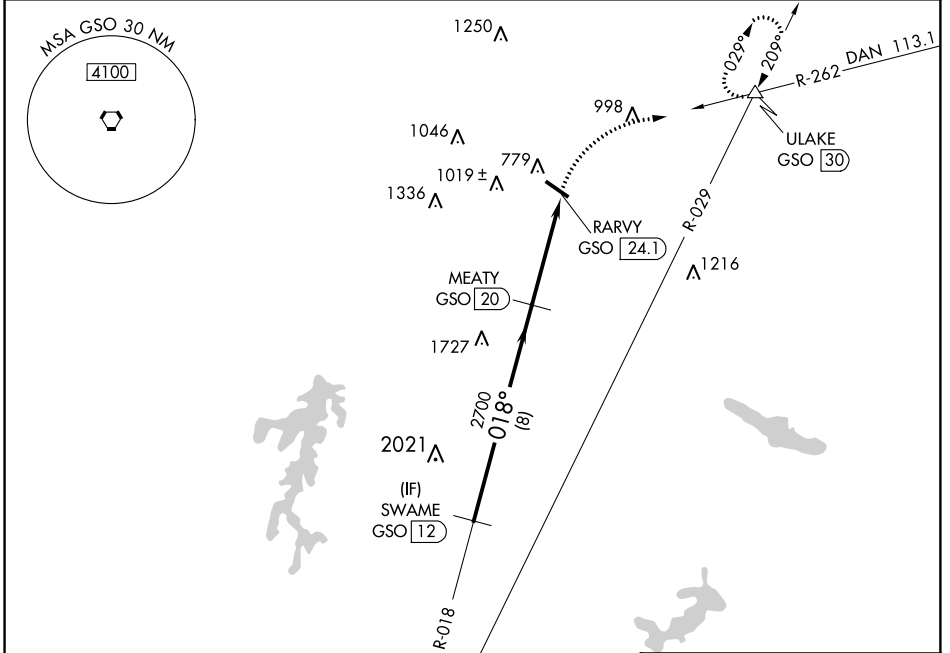 MSA GSO 30 NM
4100
1250
029°
209°
R-262
DAN 113.1
998
1046
779
1019 ±
1336
ULAKE
GSO 30
R-029
RARVY
GSO 24.1
1216
MEATY
GSO 20
1727
2700
018°
(8)
2021
(IF)
SWAME
GSO 12
R-018